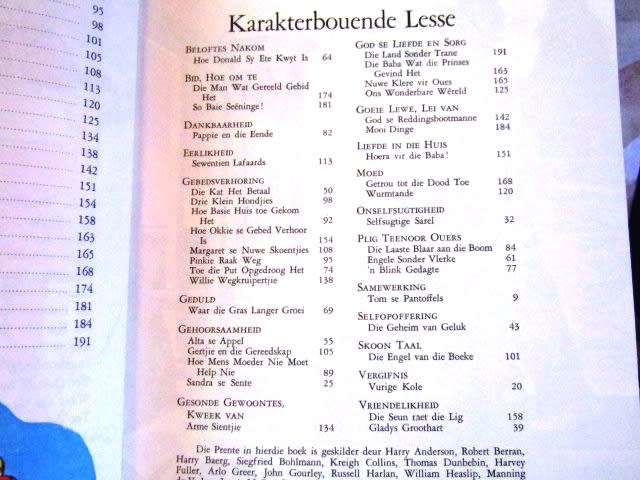 95
98
101
105
108
113
120
125
134
138
142
151
154
158
163
165
168
174
181
184
191
Karakterbouende Lesse
BELOFTES NAKOM
Hoe Donald Sy Ete Kwyt Is 64
BID, HOE OM TE
Die Man Wat Gereeld Gebid
Het 174
So Baie Seëninge! 181
DANKBAARHEID
Pappie en die Eende 82
EERLIKHEID
Sewentien Lafaards 113
GEBEDSVERHORING
Die Kat Het Betaal 50
Drie Klein Hondjies 98
Hoe Basie Huis toe Gekom
Het 92
Hoe Okkie se Gebed Verhoor
Is 154
Margaret se Nuwe Skoentjies 108
Pinkie Raak Weg 95
Toe die Put Opgedroog Het 74
Willie Wegkruipertjie 138
GEDULD
Waar die Gras Langer Groei 69
GEHOORSAAMHEID
Alta se Appel 55
Gertjie en die Gereedskap 105
Hoe Mens Moeder Nie Moet
Help Nie 89
Sandra se Sente 25
GESONDE GEWOONTES,
KWEEK VAN
Arme Sientjie 134
GOD SE LIEFDE EN SORG
Die Land Sonder Trane 191
Die Baba Wat die Prinses
Gevind Het 163
Nuwe Klere vir Oues 165
Ons Wonderbare Wêreld 125
GOEIE LEWE, LEI VAN
God se Reddingsbootmanne 142
Mooi Dinge 184
LIEFDE IN DIE HUIS
Hoera vir die Baba! 151
MOED
Getrou tot die Dood Toe 168
Wurmtande 120
ONSELFSUGTIGHEID
Selfsugtige Sarel 32
PLIG TEENOOR OUERS
Die Laaste Blaar aan die Boom 84
Engele Sonder Vlerke 61
'n Blink Gedagte 77
SAMEWERKING
Tom se Pantoffels 9
SELFOPOFFERING
Die Geheim van Geluk 43
SKOON TAAL
Die Engel van die Boeke 101
VERGIFNIS
Vurige Kole 20
VRIENDELIKHEID
Die Seun raet die Lig 158
Gladys Groothart 39
Die Prente in hierdie boek is geskilder deur Harry Anderson, Robert Berran,
Harry Baerg, Siegfried Bohlmann, Kreigh Collins, Thomas Dunbebin, Harvey
Fuller, Arlo Greer, John Gourley, Russell Harlan, William Heaslip, Manning